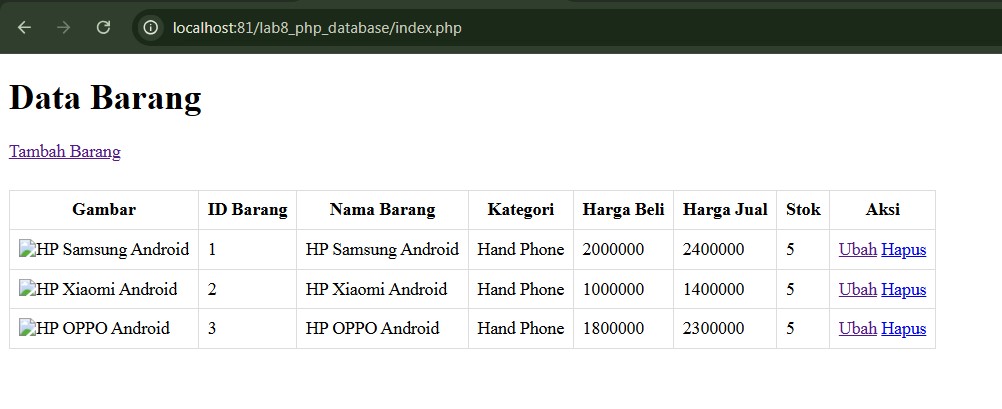 localhost:81/lab8_php_database/index.php
Data Barang
Tambah Barang
Gambar ID Barang Nama Barang Kategori Harga Beli Harga Jual Stok Aksi
HP Samsung Android 1 HP Samsung Android Hand Phone 2000000 2400000 5 Ubah Hapus
HP Xiaomi Android 2 HP Xiaomi Android Hand Phone 1000000 1400000 5 Ubah Hapus
HP OPPO Android 3 HP OPPO Android Hand Phone 1800000 2300000 5 Ubah Hapus